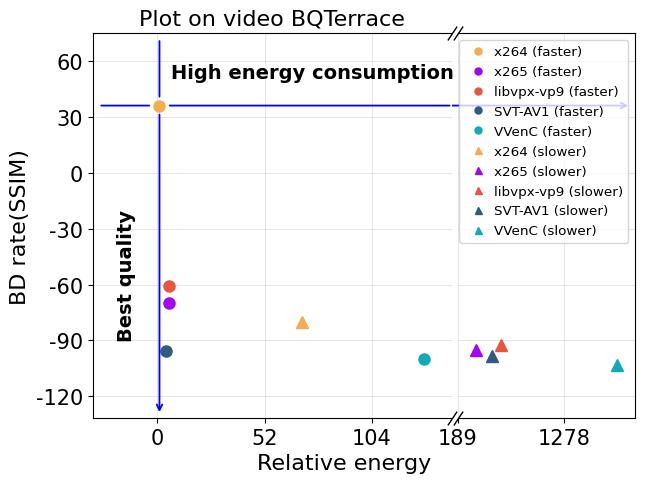 Plot on video BQTerrace
BD rate(SSIM)
60
30
0
-30
-60
-90
-120
High energy consumption
Best quality
x264 (faster)
x265 (faster)
libvpx-vp9 (faster)
SVT-AV1 (faster)
VVenC (faster)
x264 (slower)
x265 (slower)
libvpx-vp9 (slower)
SVT-AV1 (slower)
VVenC (slower)
0 52 104 189 1278
Relative energy